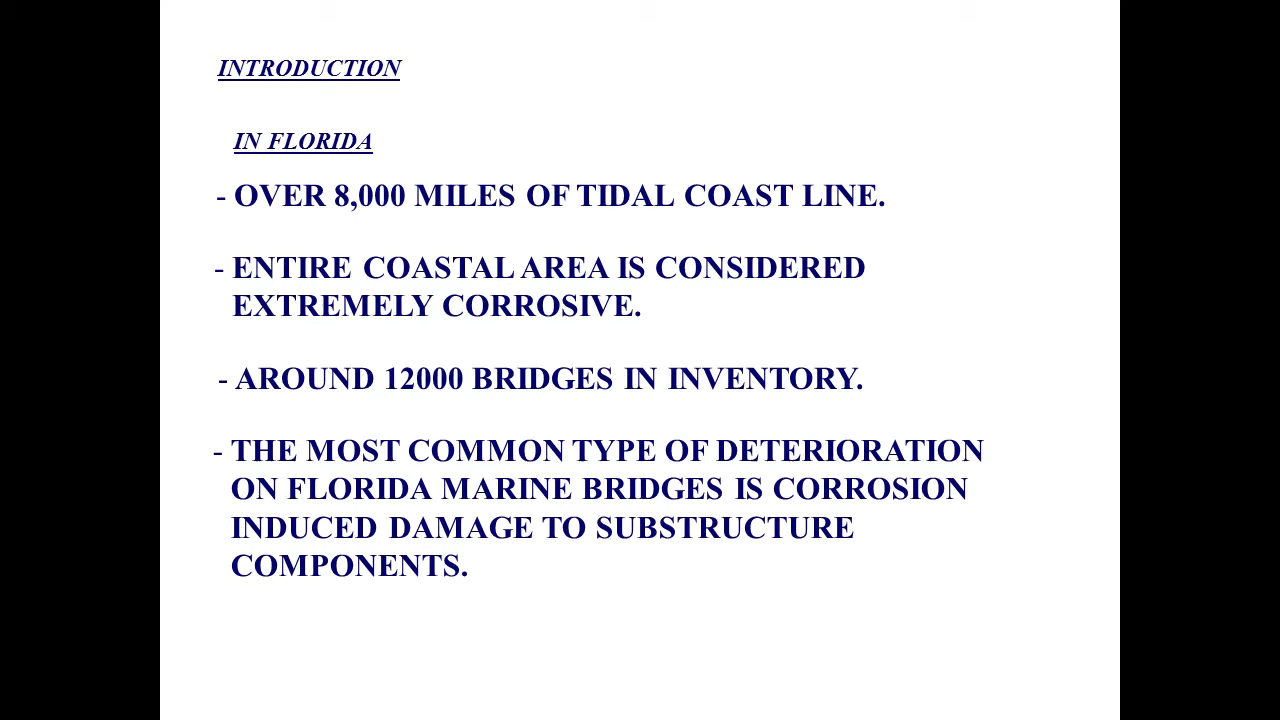 INTRODUCTION
IN FLORIDA
- OVER 8,000 MILES OF TIDAL COAST LINE.
- ENTIRE COASTAL AREA IS CONSIDERED
EXTREMELY CORROSIVE.
- AROUND 12000 BRIDGES IN INVENTORY.
- THE MOST COMMON TYPE OF DETERIORATION
ON FLORIDA MARINE BRIDGES IS CORROSION
INDUCED DAMAGE TO SUBSTRUCTURE
COMPONENTS.